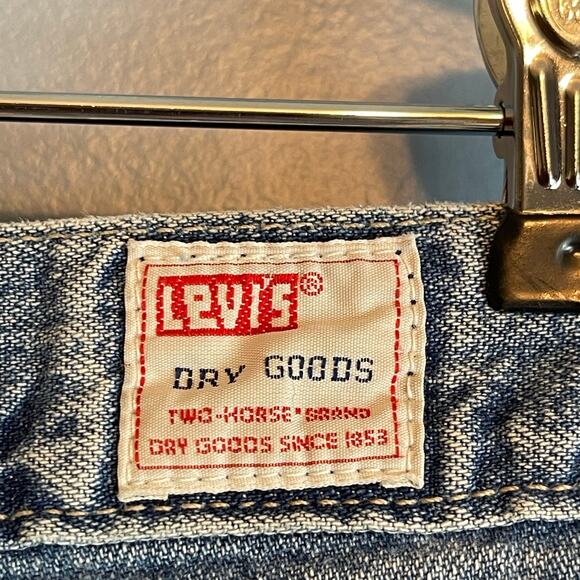 Levi's®
DRY GOODS
TWO-HORSE BRAND
DRY GOODS SINCE 1853